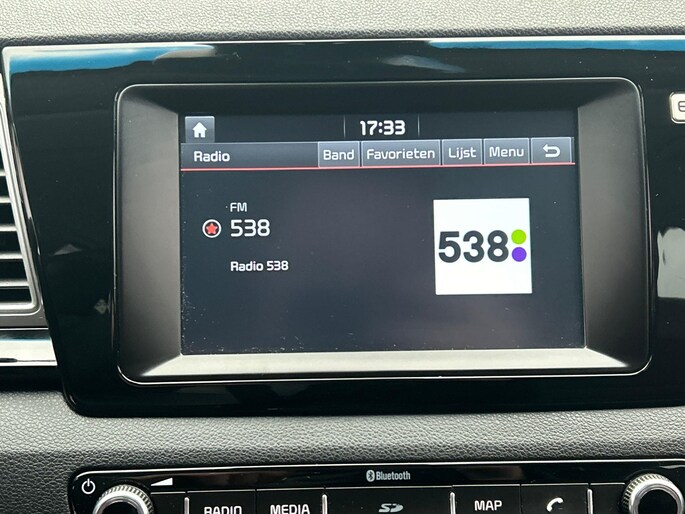 17:33
Radio Band Favorieten Lijst Menu
FM
538
Radio 538
538
Bluetooth
RADIO MEDIA SD MAP